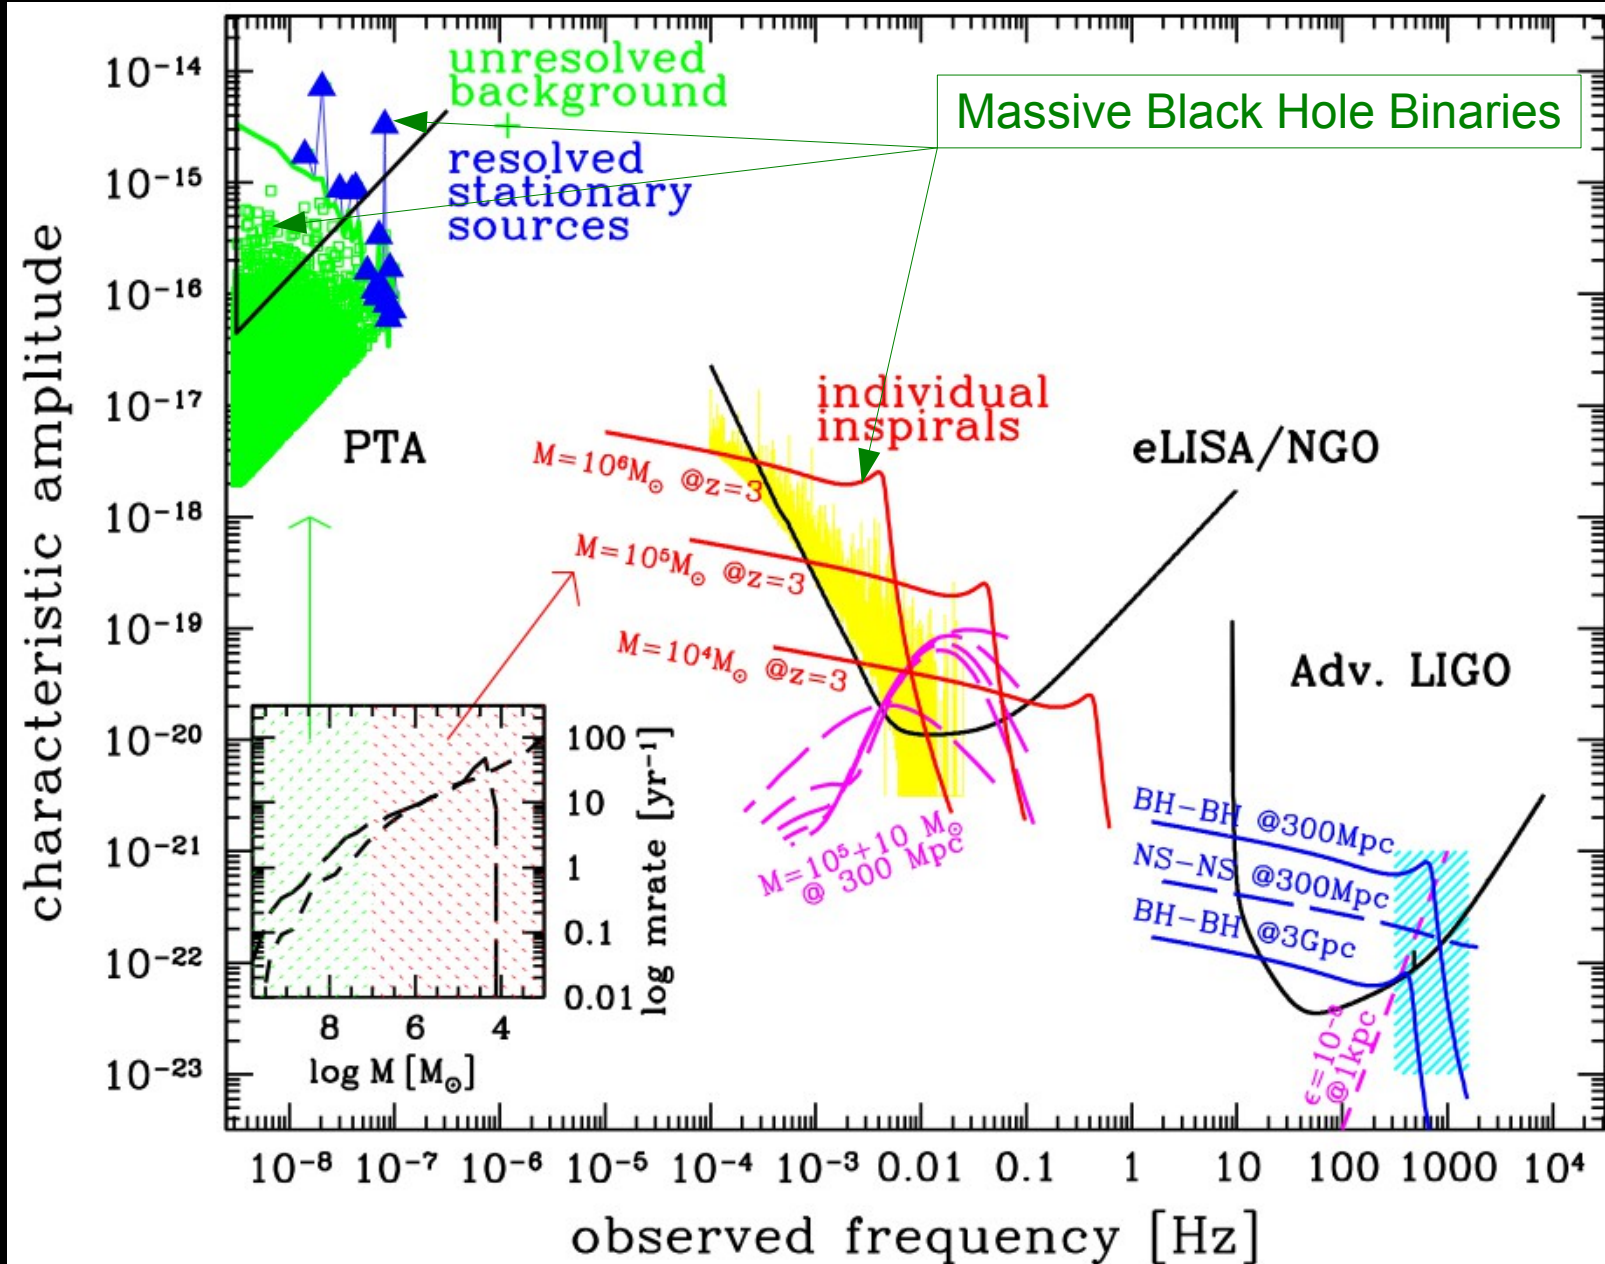 Massive Black Hole Binaries
unresolved
background
+
resolved
stationary
sources
characteristic amplitude
10⁻¹⁴
10⁻¹⁵
10⁻¹⁶
10⁻¹⁷
10⁻¹⁸
10⁻¹⁹
10⁻²⁰
10⁻²¹
10⁻²²
10⁻²³
PTA
individual
inspirals
eLISA/NGO
Adv. LIGO
M=10⁶M☉ @z=3
M=10⁵M☉ @z=3
M=10⁴M☉ @z=3
M=10⁵+10 M☉
@ 300 Mpc
BH-BH @300Mpc
NS-NS @300Mpc
BH-BH @3Gpc
ϵ=10⁻⁸
@1kpc
100
10
1
0.1
0.01
log mrate [yr⁻¹]
8 6 4
log M [M☉]
10⁻⁸ 10⁻⁷ 10⁻⁶ 10⁻⁵ 10⁻⁴ 10⁻³ 0.01 0.1 1 10 100 1000 10⁴
observed frequency [Hz]